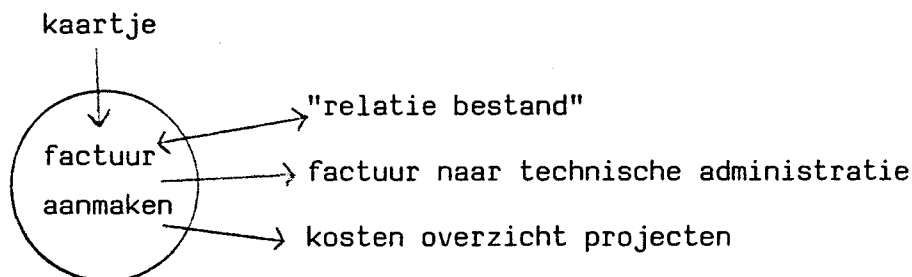 kaartje
"relatie bestand"
factuur
aanmaken
factuur naar technische administratie
kosten overzicht projecten